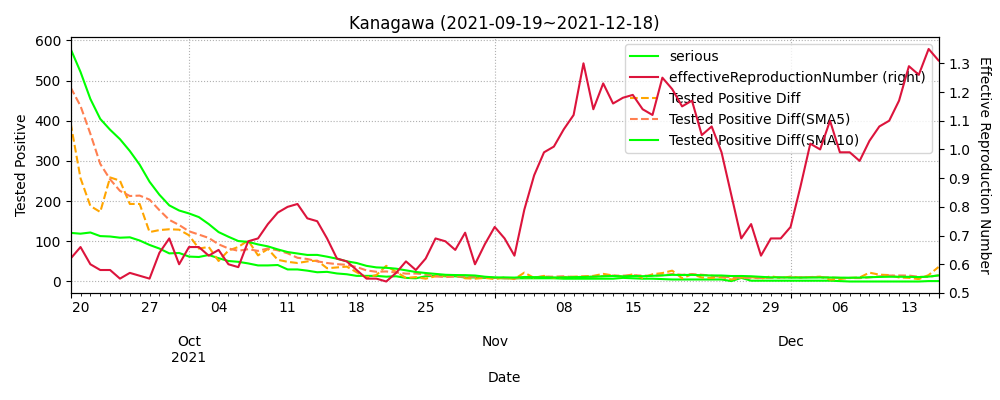 Kanagawa (2021-09-19~2021-12-18)
600
500
400
300
200
100
0
Tested Positive
serious
effectiveReproductionNumber (right)
Tested Positive Diff
Tested Positive Diff(SMA5)
Tested Positive Diff(SMA10)
1.3
1.2
1.1
1.0
0.9
0.8
0.7
0.6
0.5
Effective Reproduction Number
20 27 04 11 18 25 08 15 22 29 06 13
Oct Nov Dec
2021
Date